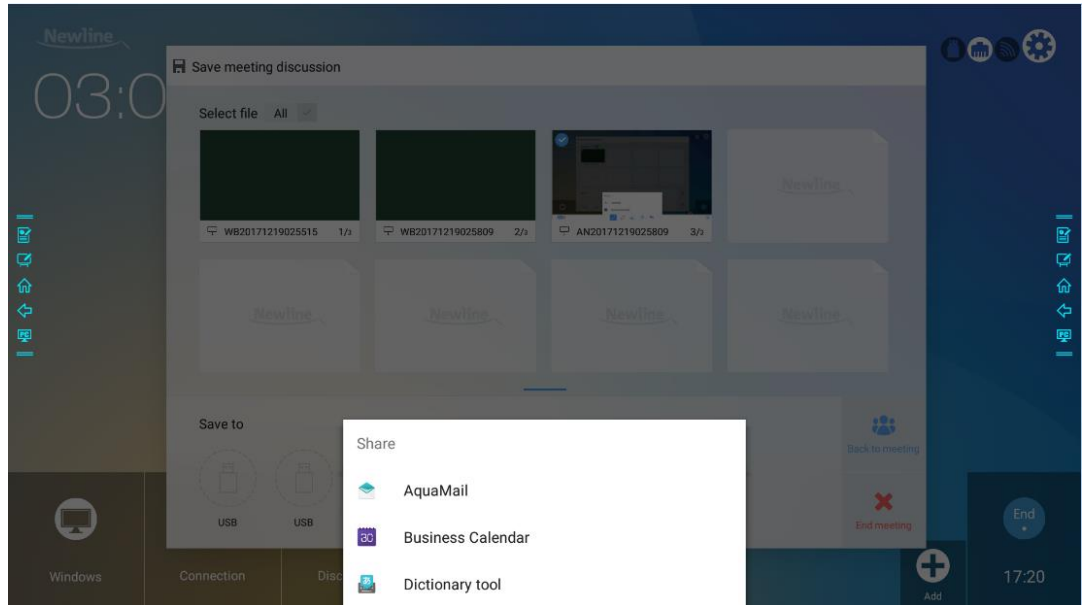 Newline
03:0
Save meeting discussion
Select file All
Newline
WB20171219025515 1/3
WB20171219025809 2/3
AN20171219025809 3/3
Newline
Newline
Newline
Newline
PC
PC
Save to
Share
Back to meeting
AquaMail
USB
USB
End meeting
End
Business Calendar
Windows
Connection
Disc
Dictionary tool
Add
17:20